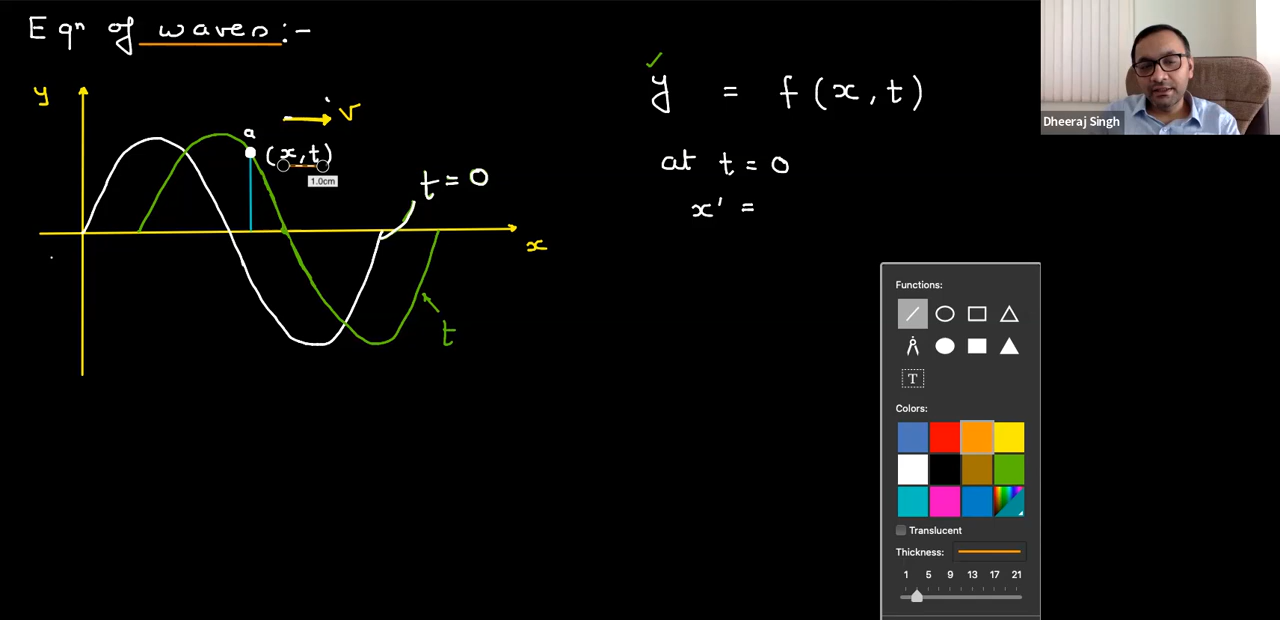 Eqⁿ of waves :-
y
v
a
(x, t)
1.0cm
t = 0
x
t
y = f(x, t)
at t = 0
x' =
Dheeraj Singh
Functions:
T
Colors:
Translucent
Thickness:
1 5 9 13 17 21